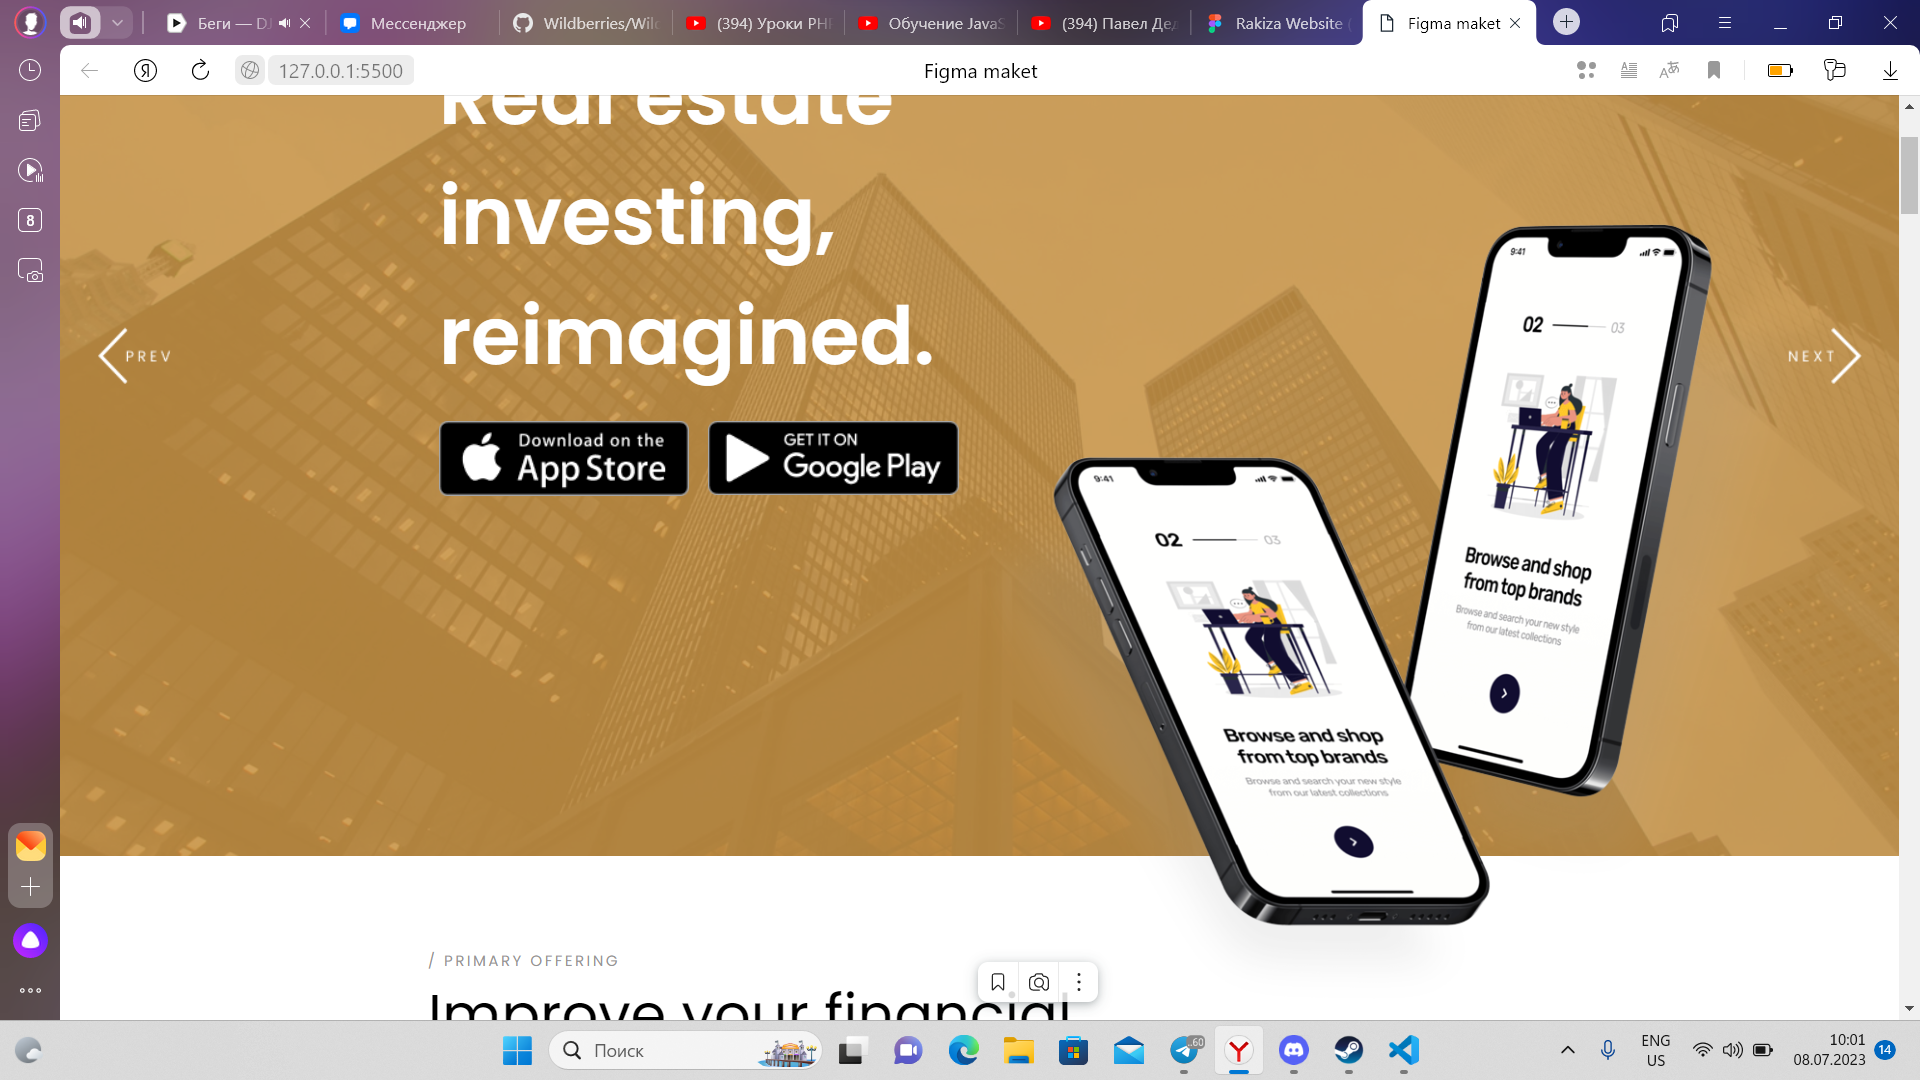 Беги — DJ
Мессенджер
Wildberries/Wil
(394) Уроки PH
Обучение JavaS
(394) Павел Де
Rakiza Website (
Figma maket
Я
127.0.0.1:5500
Figma maket
8
Real estate
investing,
reimagined.
PREV
NEXT
Download on the
App Store
GET IT ON
Google Play
9:41
02
03
Browse and shop
from top brands
Browse and search your new style
from our latest collections
9:41
02
03
Browse and shop
from top brands
Browse and search your new style
from our latest collections
/ PRIMARY OFFERING
Improve your financial
Поиск
..60
ENG
US
10:01
08.07.2023
14